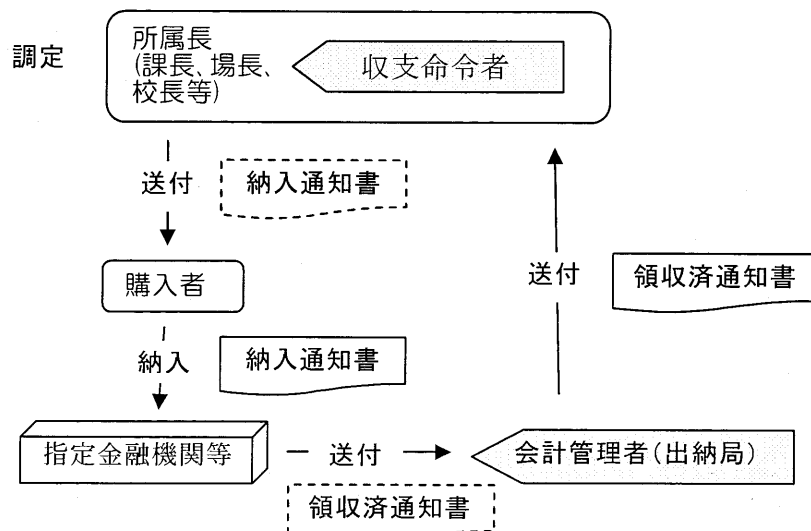 調定
所属長
(課長、場長、
校長等)
収支命令者
送付
納入通知書
購入者
納入
納入通知書
送付
領収済通知書
指定金融機関等
送付
会計管理者(出納局)
領収済通知書